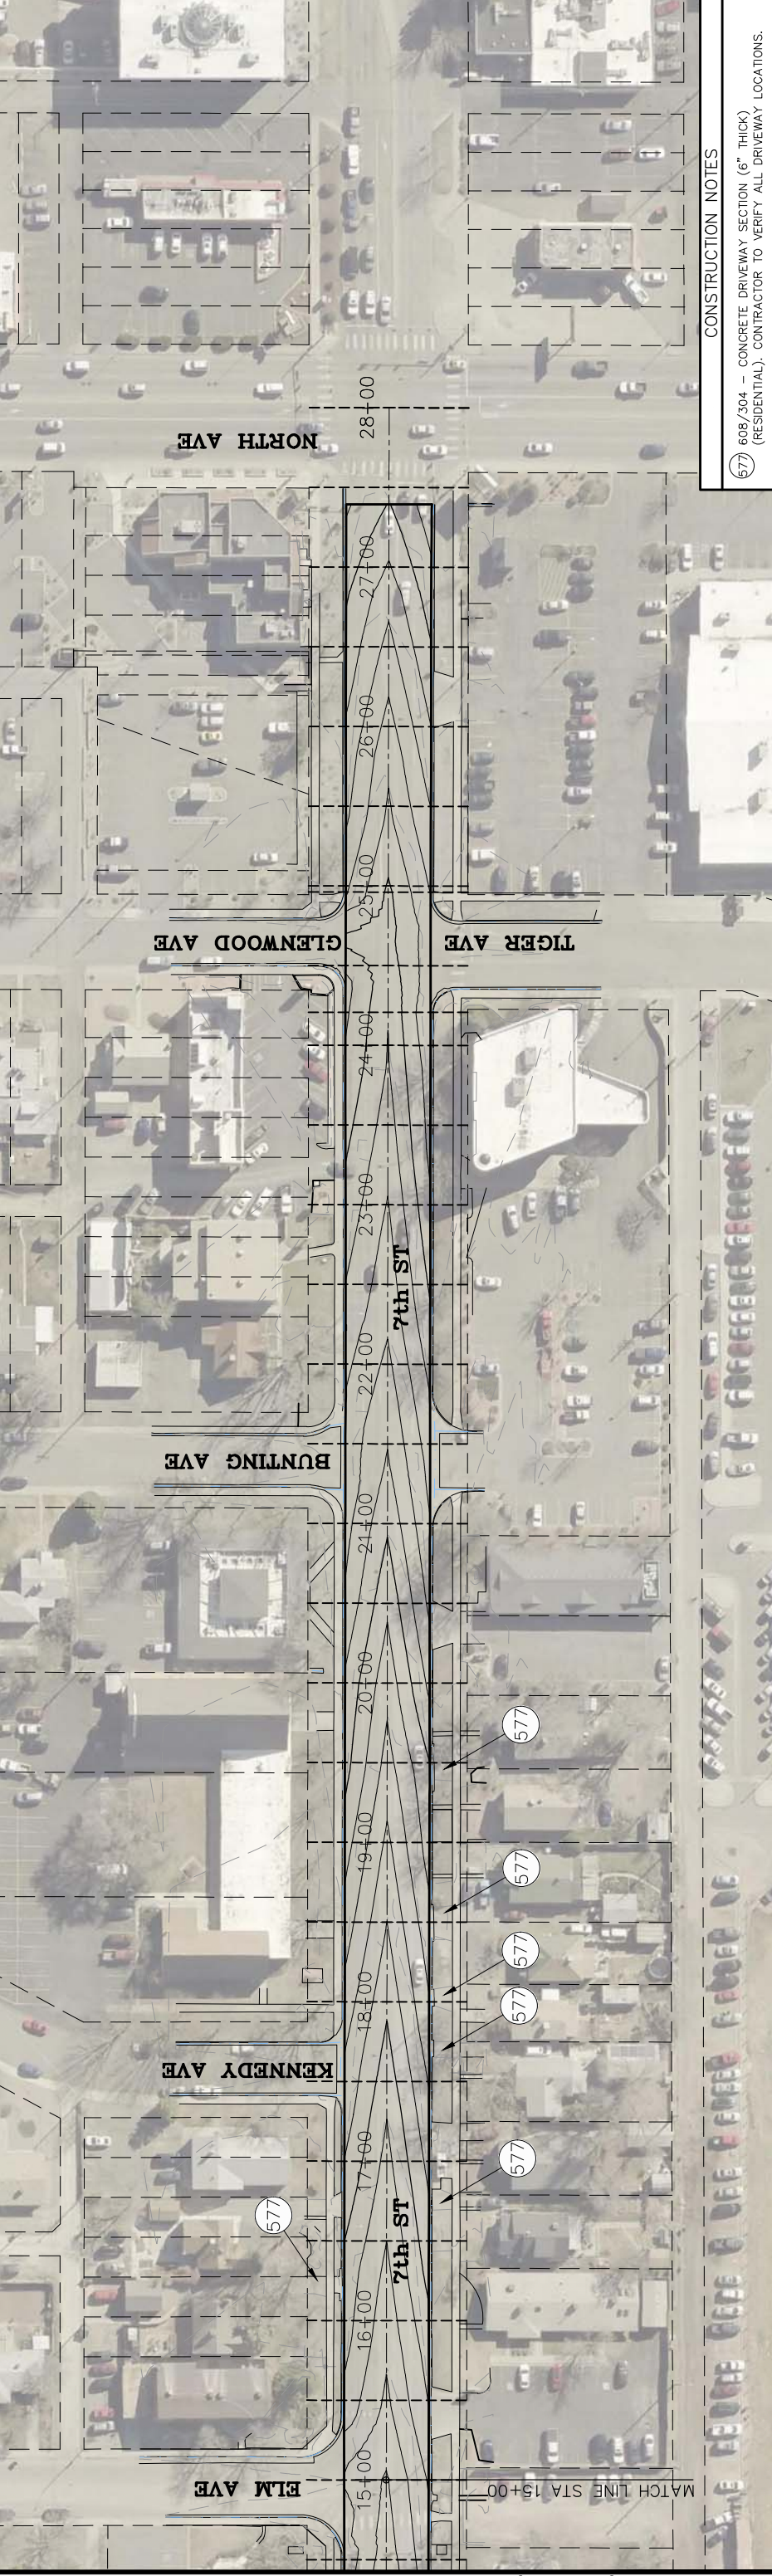 CONSTRUCTION NOTES
577 608/304 – CONCRETE DRIVEWAY SECTION (6" THICK)
(RESIDENTIAL). CONTRACTOR TO VERIFY ALL DRIVEWAY LOCATIONS.
NORTH AVE
28+00
27+00
26+00
25+00
GLENWOOD AVE
TIGER AVE
24+00
23+00
7th ST
22+00
BUNTING AVE
21+00
20+00
577
19+00
577
577
18+00
577
KENNEDY AVE
17+00
577
577
7th ST
16+00
15+00
ELM AVE
MATCH LINE STA 15+00